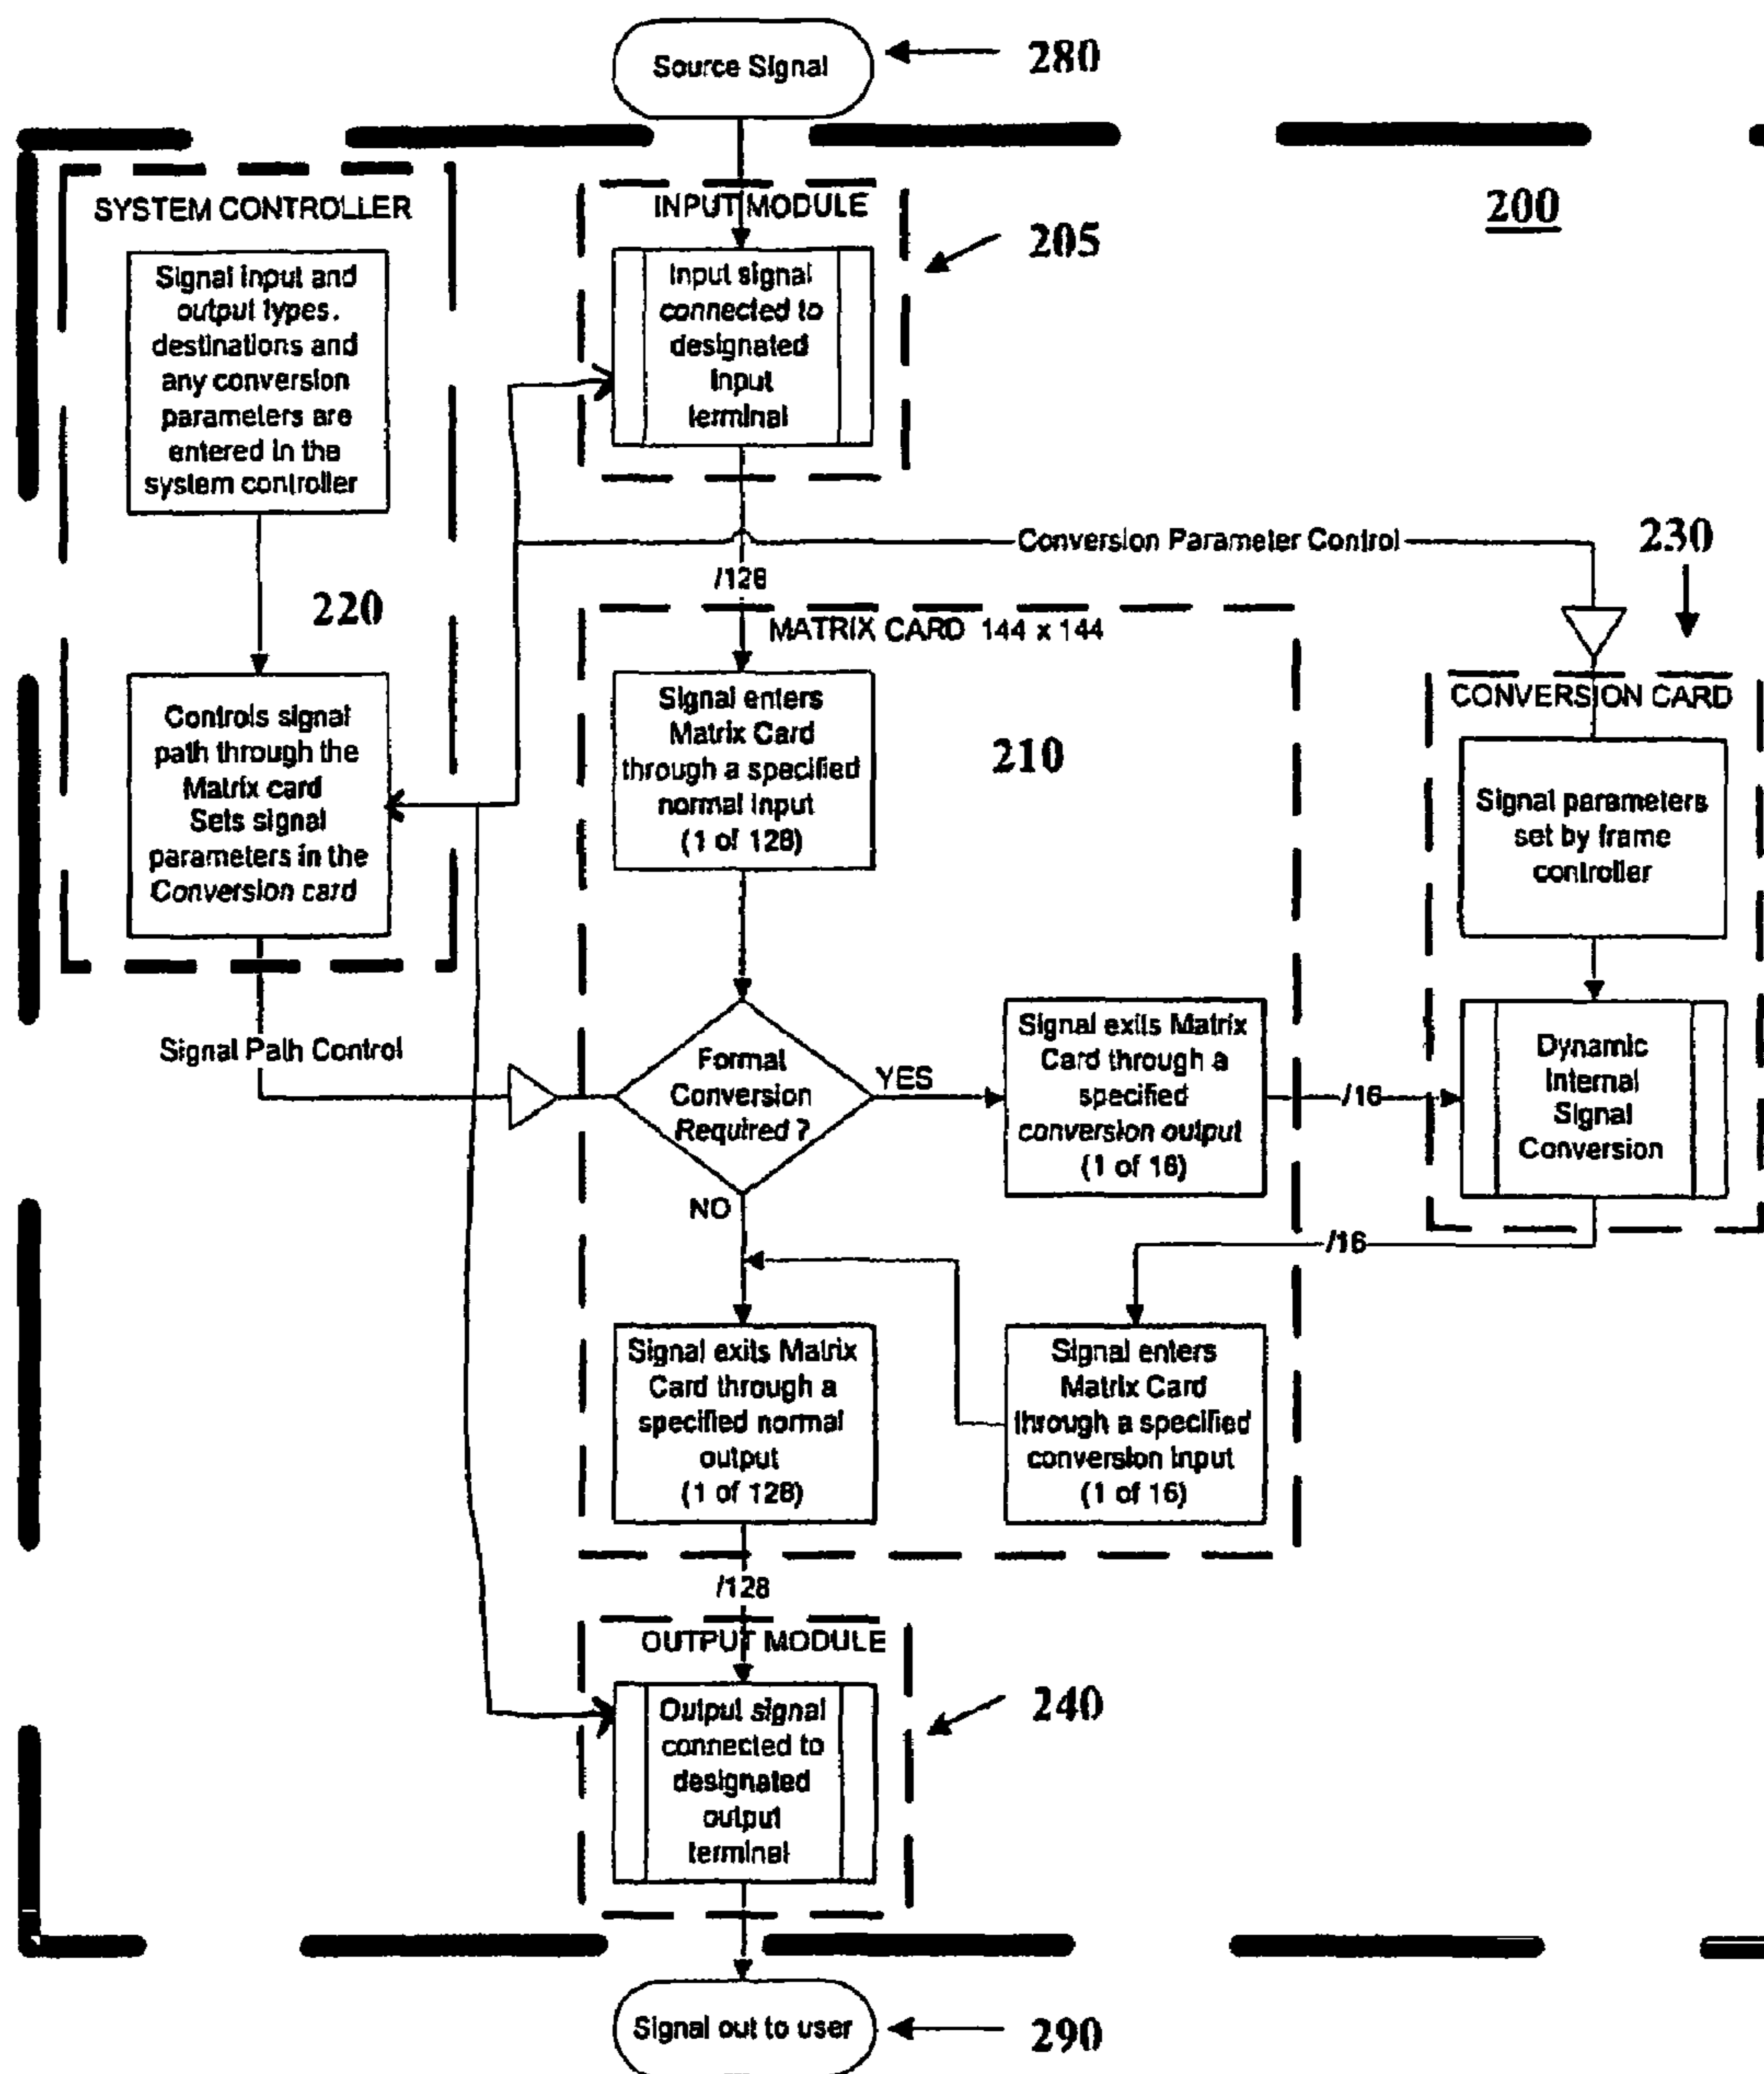 Source Signal
280
200
SYSTEM CONTROLLER
Signal input and
output types.
destinations and
any conversion
parameters are
entered in the
system controller
220
Controls signal
path through the
Matrix card
Sets signal
parameters in the
Conversion card
Signal Path Control
INPUT MODULE
205
Input signal
connected to
designated
input
terminal
Conversion Parameter Control
/128
MATRIX CARD 144 x 144
210
Signal enters
Matrix Card
through a specified
normal input
(1 of 128)
Formal
Conversion
Required ?
YES
NO
Signal exits Matrix
Card through a
specified
conversion output
(1 of 16)
/16
230
CONVERSION CARD
Signal parameters
set by frame
controller
Dynamic
Internal
Signal
Conversion
/16
Signal enters
Matrix Card
through a specified
conversion input
(1 of 16)
Signal exits Matrix
Card through a
specified normal
output
(1 of 128)
/128
OUTPUT MODULE
240
Output signal
connected to
designated
output
terminal
Signal out to user
290